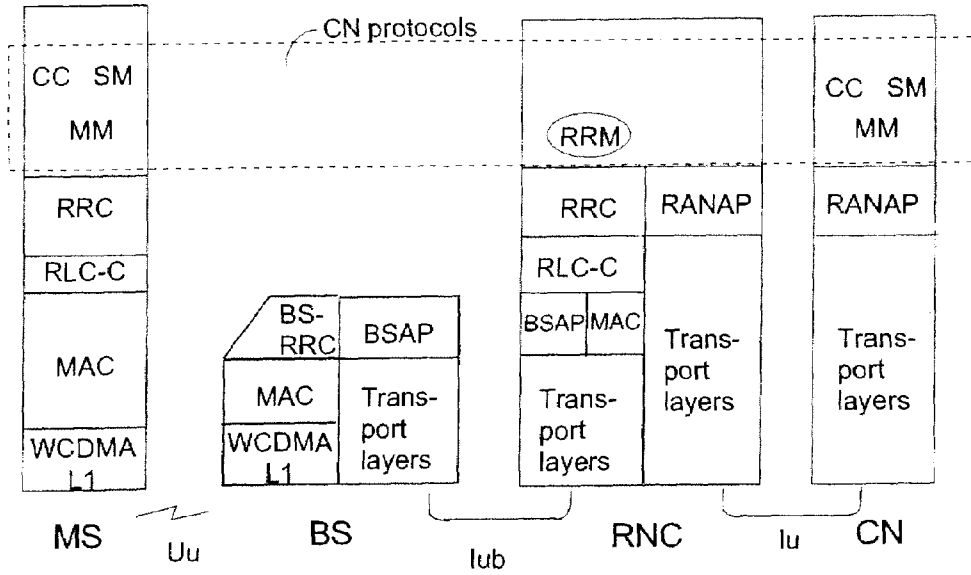 CN protocols
CC SM
MM
RRC
RLC-C
MAC
WCDMA
L1
BS-
RRC
BSAP
MAC
WCDMA
L1
Trans-
port
layers
RRM
RRC
RANAP
RLC-C
BSAP
MAC
Trans-
port
layers
Trans-
port
layers
CC SM
MM
RANAP
Trans-
port
layers
MS
Uu
BS
Iub
RNC
Iu
CN